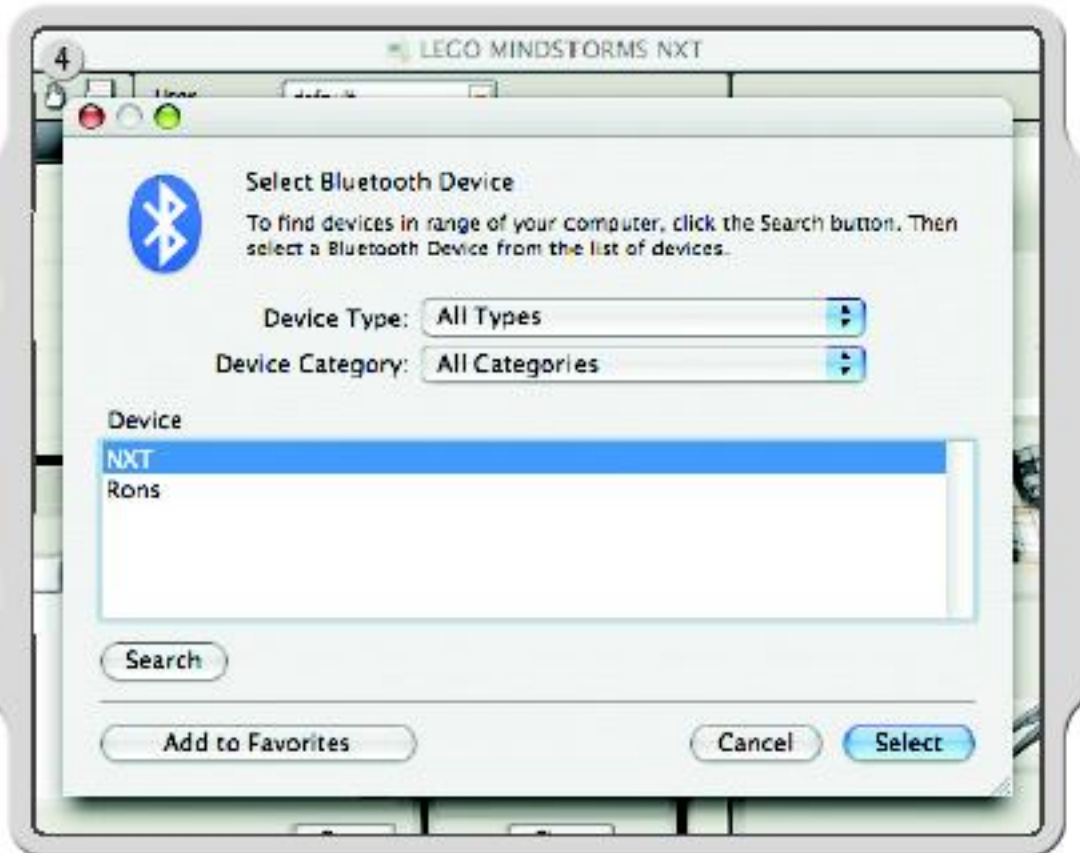 4
LEGO MINDSTORMS NXT
User
default
Select Bluetooth Device
To find devices in range of your computer, click the Search button. Then
select a Bluetooth Device from the list of devices.
Device Type: All Types
Device Category: All Categories
Device
NXT
Rons
Search
Add to Favorites
Cancel Select